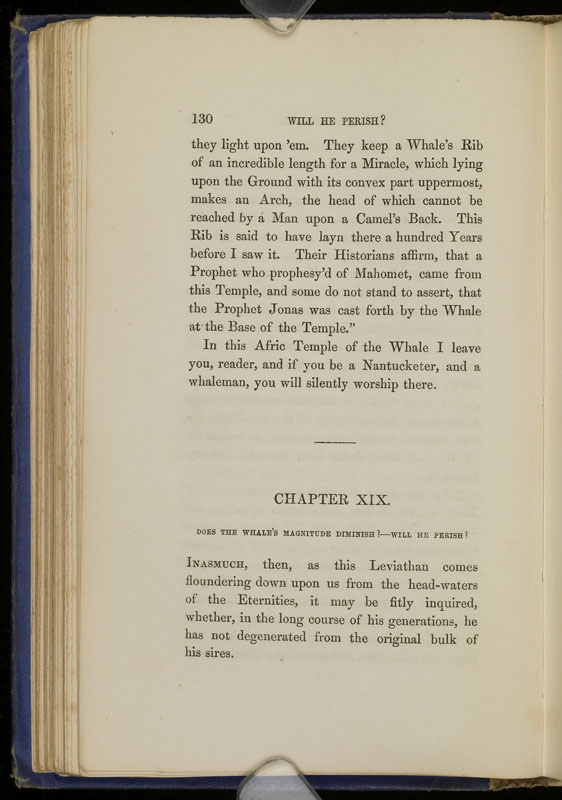 130 WILL HE PERISH?
they light upon 'em. They keep a Whale's Rib
of an incredible length for a Miracle, which lying
upon the Ground with its convex part uppermost,
makes an Arch, the head of which cannot be
reached by a Man upon a Camel's Back. This
Rib is said to have layn there a hundred Years
before I saw it. Their Historians affirm, that a
Prophet who prophesy'd of Mahomet, came from
this Temple, and some do not stand to assert, that
the Prophet Jonas was cast forth by the Whale
at the Base of the Temple."
In this Afric Temple of the Whale I leave
you, reader, and if you be a Nantucketer, and a
whaleman, you will silently worship there.
CHAPTER XIX.
DOES THE WHALE'S MAGNITUDE DIMINISH?—WILL HE PERISH?
INASMUCH, then, as this Leviathan comes
floundering down upon us from the head-waters
of the Eternities, it may be fitly inquired,
whether, in the long course of his generations, he
has not degenerated from the original bulk of
his sires.